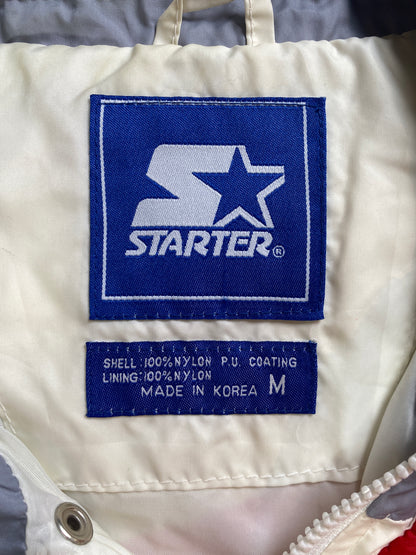 STARTER®
SHELL:100%NYLON P.U. COATING
LINING:100%NYLON
MADE IN KOREA M